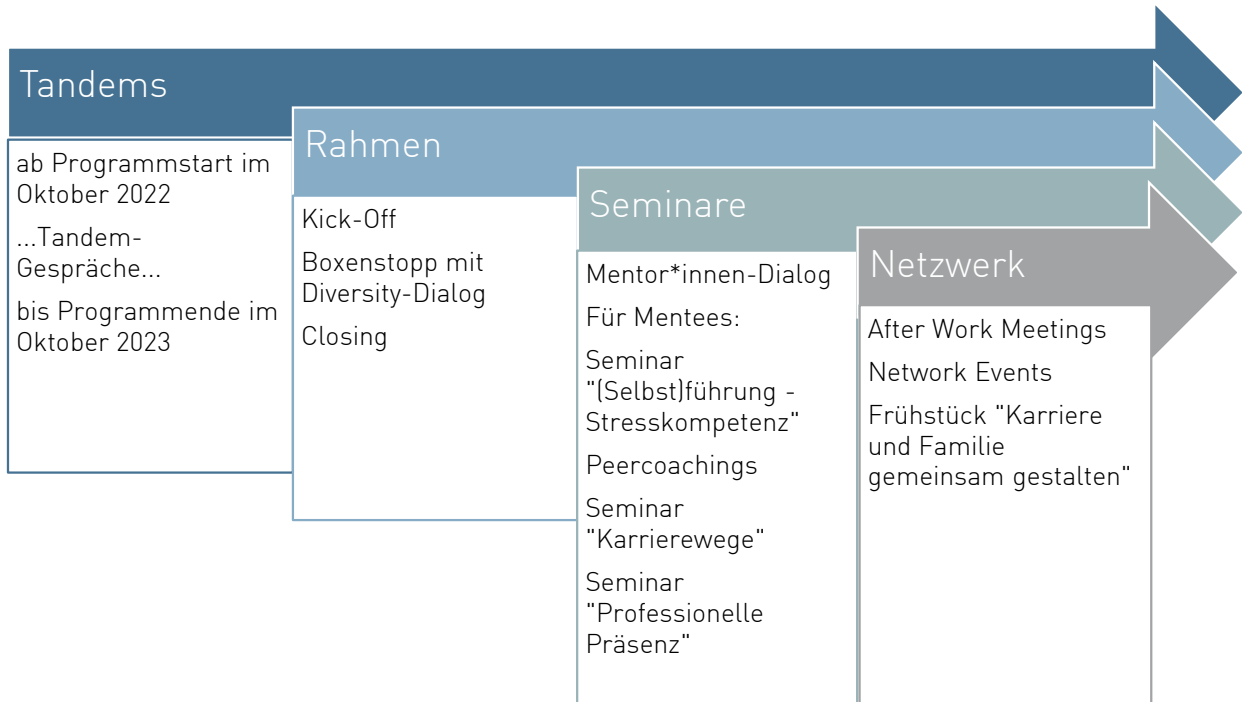 Tandems
ab Programmstart im
Oktober 2022
...Tandem-
Gespräche...
bis Programmende im
Oktober 2023
Rahmen
Kick-Off
Boxenstopp mit
Diversity-Dialog
Closing
Seminare
Mentor*innen-Dialog
Für Mentees:
Seminar
"(Selbst)führung -
Stresskompetenz"
Peercoachings
Seminar
"Karrierewege"
Seminar
"Professionelle
Präsenz"
Netzwerk
After Work Meetings
Network Events
Frühstück "Karriere
und Familie
gemeinsam gestalten"